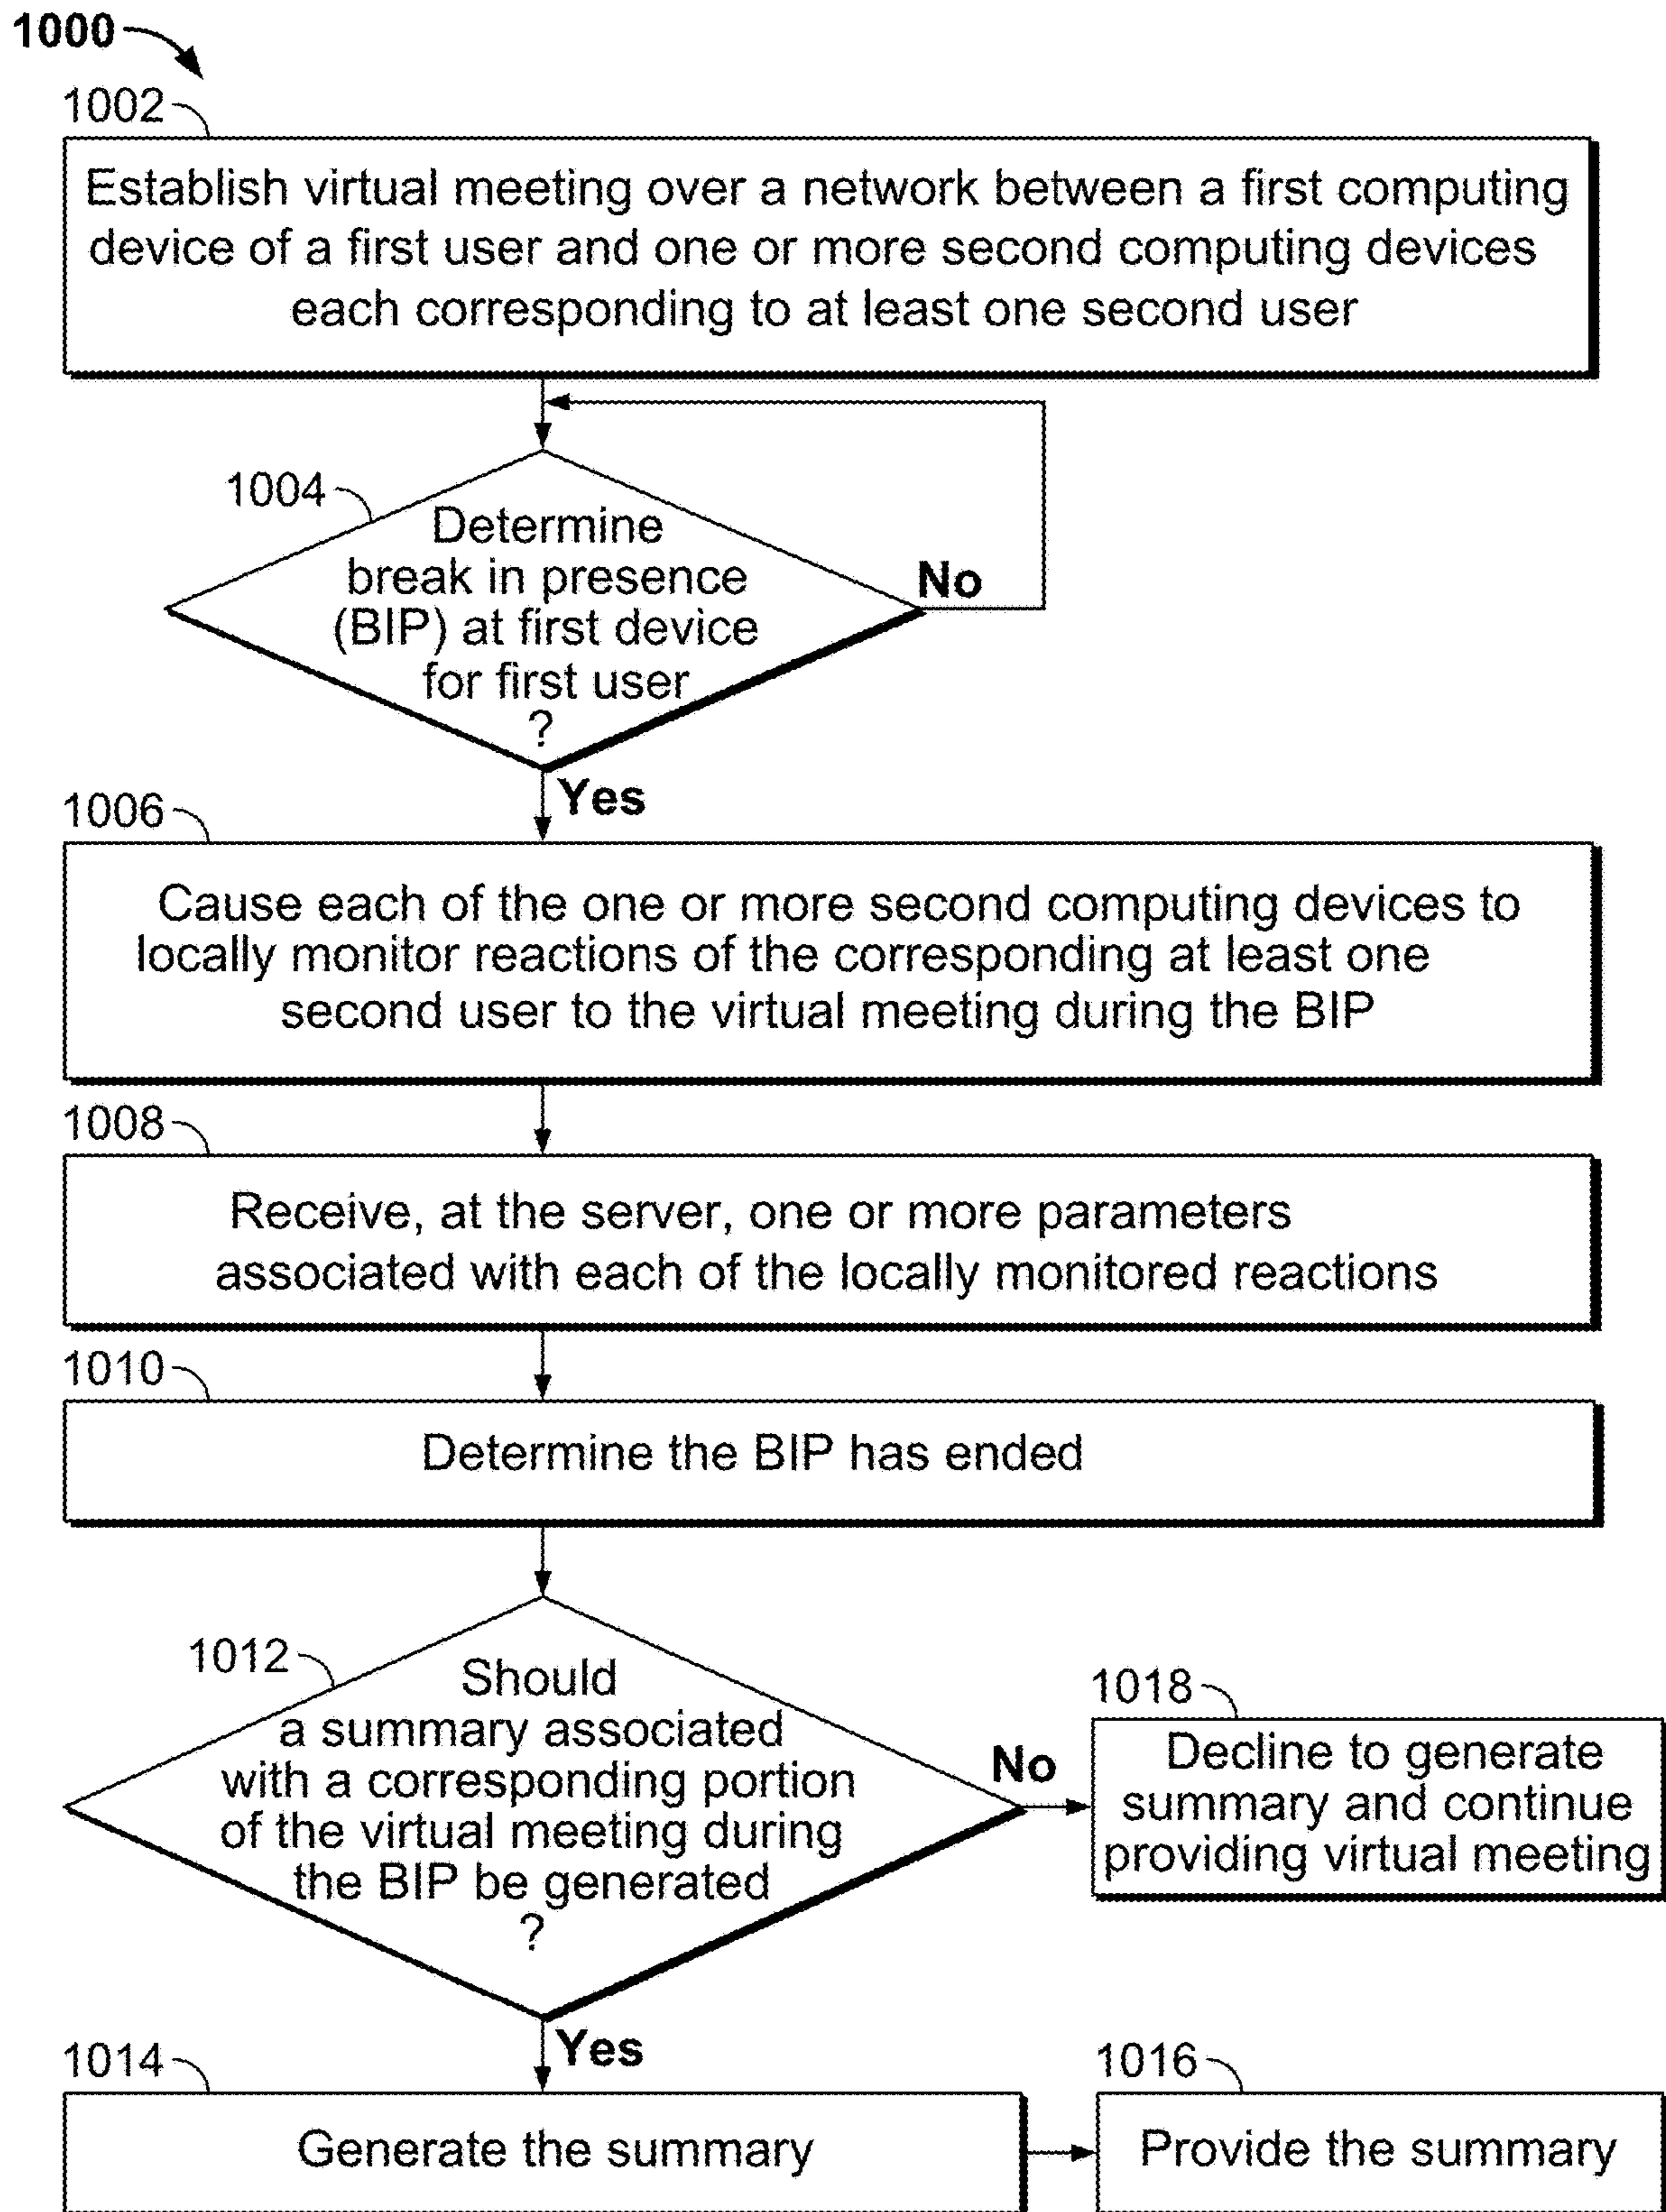 1000
1002
Establish virtual meeting over a network between a first computing
device of a first user and one or more second computing devices
each corresponding to at least one second user
1004
Determine
break in presence
(BIP) at first device
for first user
?
No
Yes
1006
Cause each of the one or more second computing devices to
locally monitor reactions of the corresponding at least one
second user to the virtual meeting during the BIP
1008
Receive, at the server, one or more parameters
associated with each of the locally monitored reactions
1010
Determine the BIP has ended
1012
Should
a summary associated
with a corresponding portion
of the virtual meeting during
the BIP be generated
?
No
1018
Decline to generate
summary and continue
providing virtual meeting
Yes
1014
Generate the summary
1016
Provide the summary